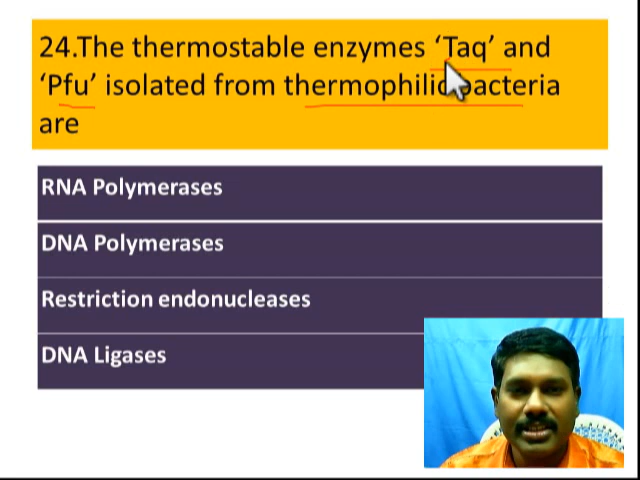 24.The thermostable enzymes ‘Taq’ and
‘Pfu’ isolated from thermophilic bacteria
are
RNA Polymerases
DNA Polymerases
Restriction endonucleases
DNA Ligases